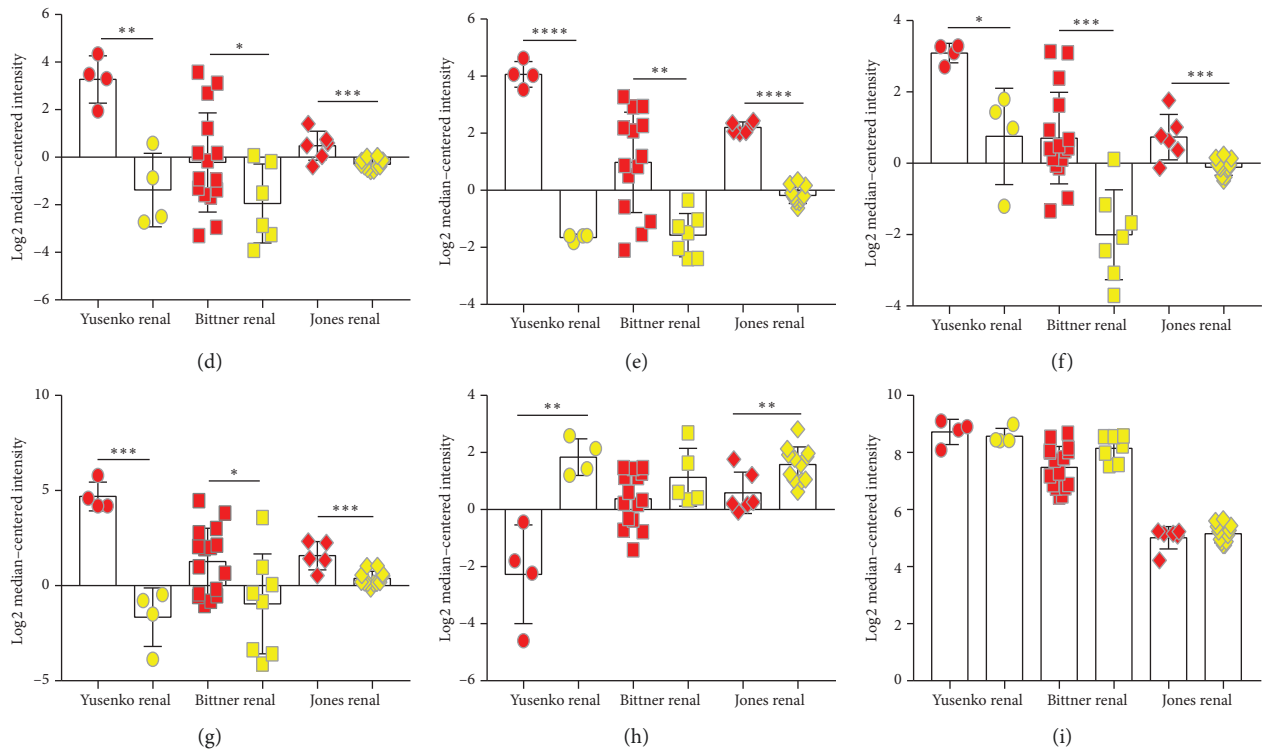 Log2 median-centered intensity
6
4
2
0
−2
−4
−6
** * ***
Yusenko renal Bittner renal Jones renal
(d)
Log2 median-centered intensity
6
4
2
0
−2
−4
**** ** ****
Yusenko renal Bittner renal Jones renal
(e)
Log2 median-centered intensity
4
2
0
−2
−4
* *** ***
Yusenko renal Bittner renal Jones renal
(f)
Log2 median-centered intensity
10
5
0
−5
*** * ***
Yusenko renal Bittner renal Jones renal
(g)
Log2 median-centered intensity
4
2
0
−2
−4
−6
** **
Yusenko renal Bittner renal Jones renal
(h)
Log2 median-centered intensity
10
8
6
4
2
0
Yusenko renal Bittner renal Jones renal
(i)